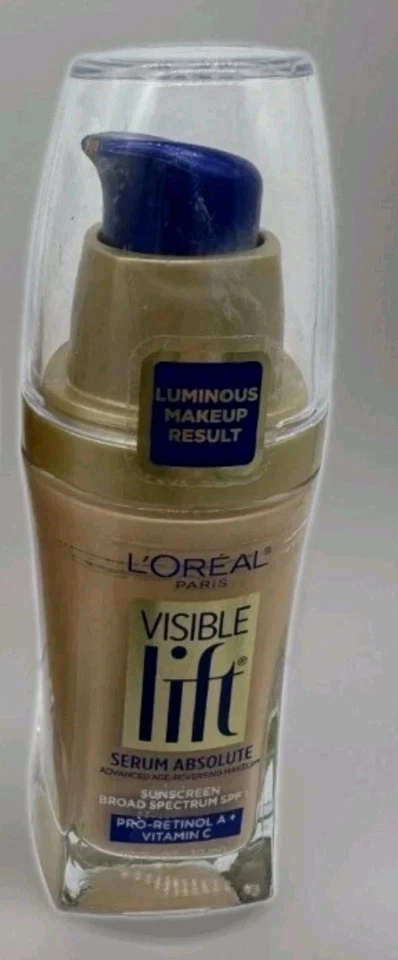 LUMINOUS
MAKEUP
RESULT
L'ORÉAL®
PARIS
VISIBLE
lift®
SERUM ABSOLUTE
ADVANCED AGE-REVERSING MAKEUP
SUNSCREEN
BROAD SPECTRUM SPF
PRO-RETINOL A +
VITAMIN C